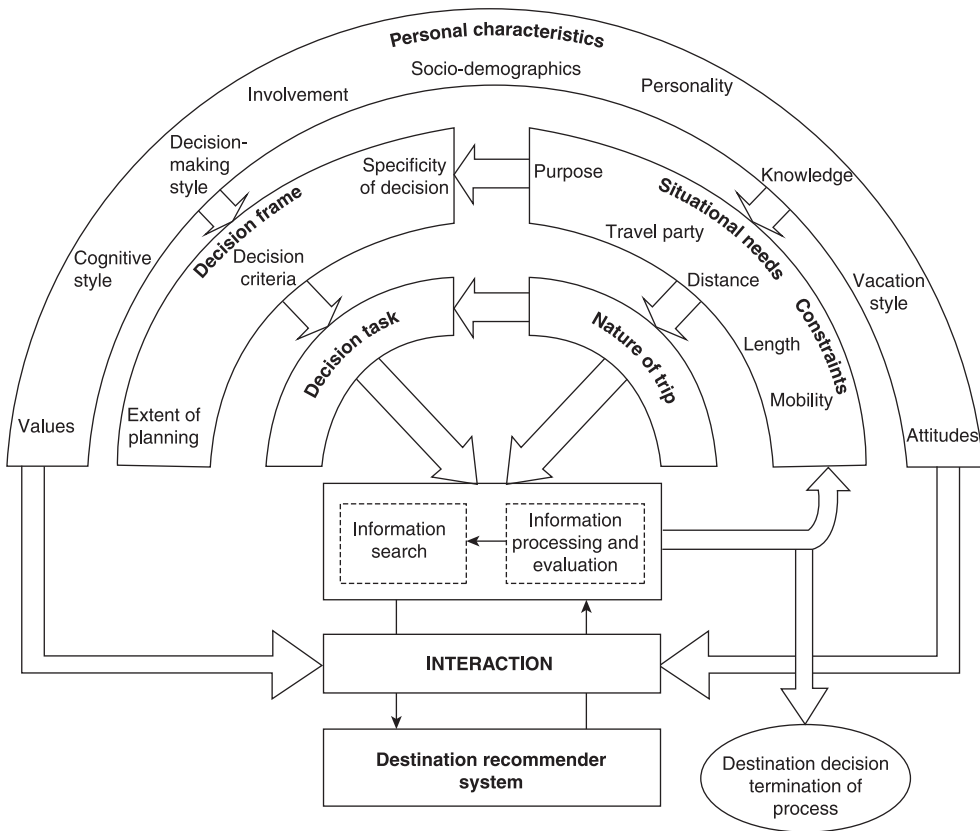 Personal characteristics
Socio-demographics
Involvement
Personality
Decision-
making
style
Knowledge
Cognitive
style
Vacation
style
Values
Attitudes
Decision frame
Specificity
of decision
Decision
criteria
Extent of
planning
Purpose
Situational needs
Constraints
Travel party
Distance
Length
Mobility
Decision task
Nature of trip
Information
search
Information
processing and
evaluation
INTERACTION
Destination recommender
system
Destination decision
termination of
process